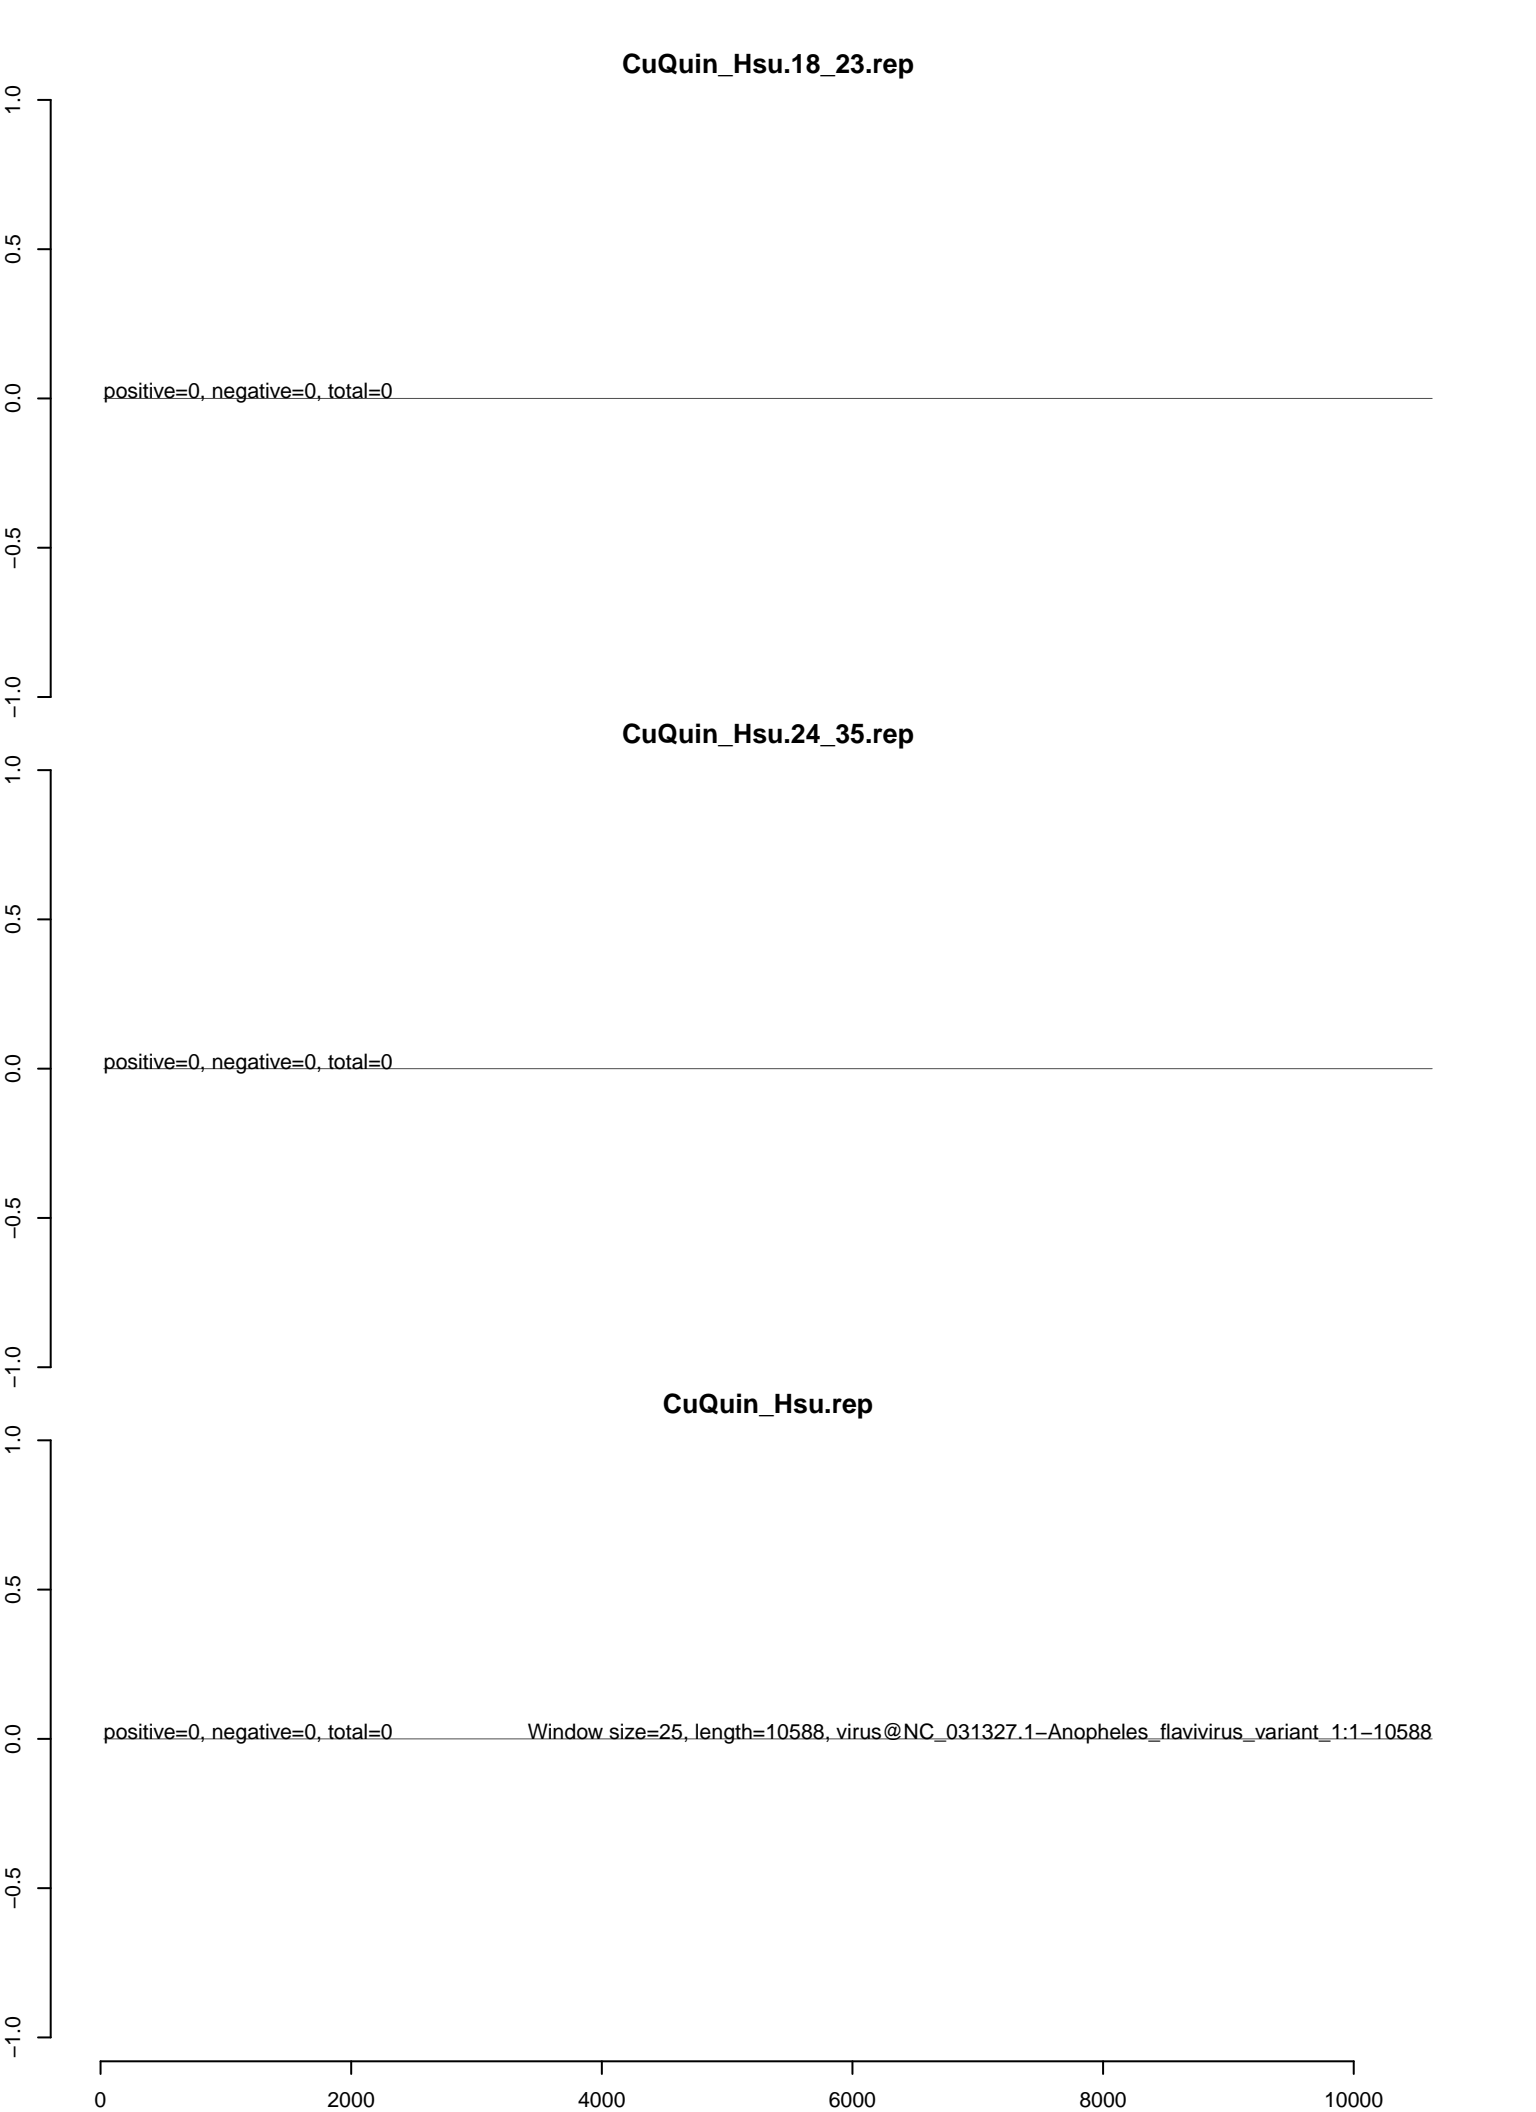 CuQuin_Hsu.18_23.rep
1.0
0.5
0.0
−0.5
−1.0
positive=0, negative=0, total=0
CuQuin_Hsu.24_35.rep
1.0
0.5
0.0
−0.5
−1.0
positive=0, negative=0, total=0
CuQuin_Hsu.rep
1.0
0.5
0.0
−0.5
−1.0
positive=0, negative=0, total=0
Window size=25, length=10588, virus@NC_031327.1−Anopheles_flavivirus_variant_1:1−10588
0 2000 4000 6000 8000 10000